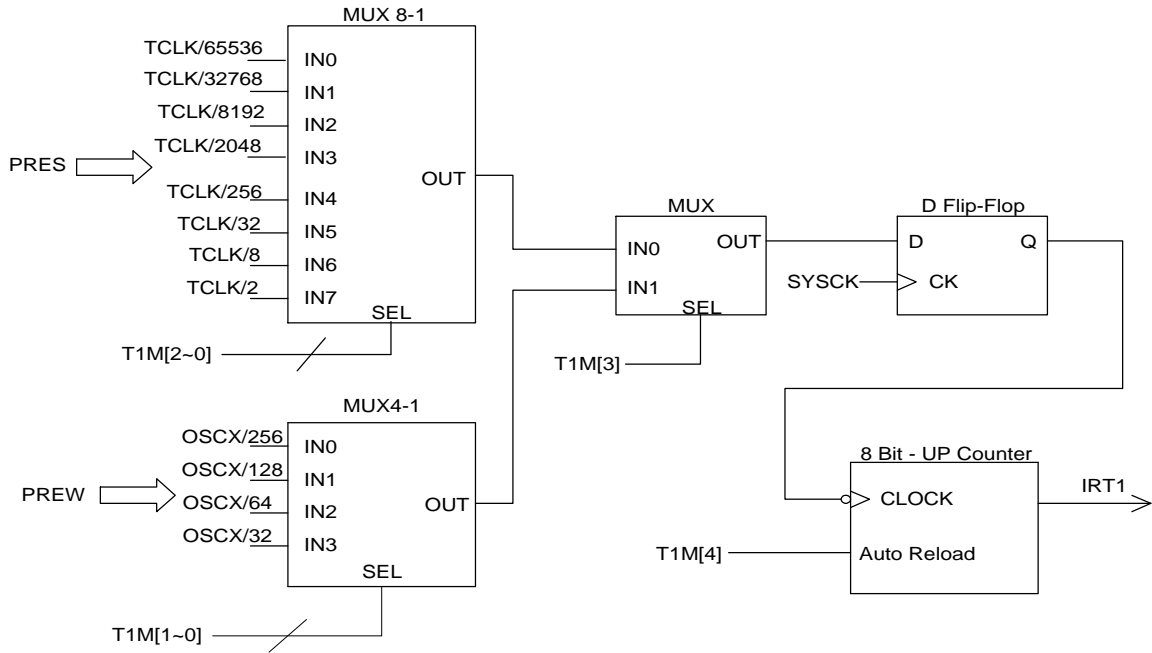 MUX 8-1
TCLK/65536
IN0
TCLK/32768
IN1
TCLK/8192
IN2
TCLK/2048
IN3
PRES
OUT
TCLK/256
IN4
TCLK/32
IN5
TCLK/8
IN6
TCLK/2
IN7
SEL
T1M[2~0]
MUX
IN0
OUT
IN1
SEL
T1M[3]
D Flip-Flop
D
Q
SYSCK
CK
MUX4-1
OSCX/256
IN0
OSCX/128
IN1
PREW
OUT
OSCX/64
IN2
OSCX/32
IN3
SEL
T1M[1~0]
8 Bit - UP Counter
CLOCK
IRT1
T1M[4]
Auto Reload